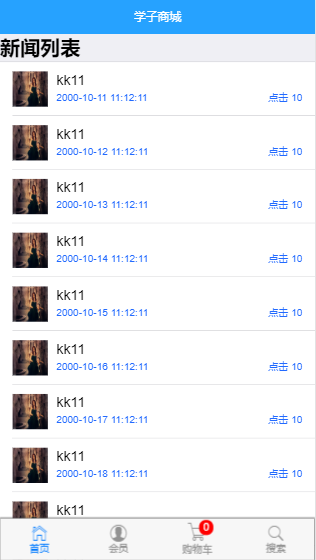 学子商城
新闻列表
kk11
2000-10-11 11:12:11 点击 10
kk11
2000-10-12 11:12:11 点击 10
kk11
2000-10-13 11:12:11 点击 10
kk11
2000-10-14 11:12:11 点击 10
kk11
2000-10-15 11:12:11 点击 10
kk11
2000-10-16 11:12:11 点击 10
kk11
2000-10-17 11:12:11 点击 10
kk11
2000-10-18 11:12:11 点击 10
kk11
0
首页 会员 购物车 搜索